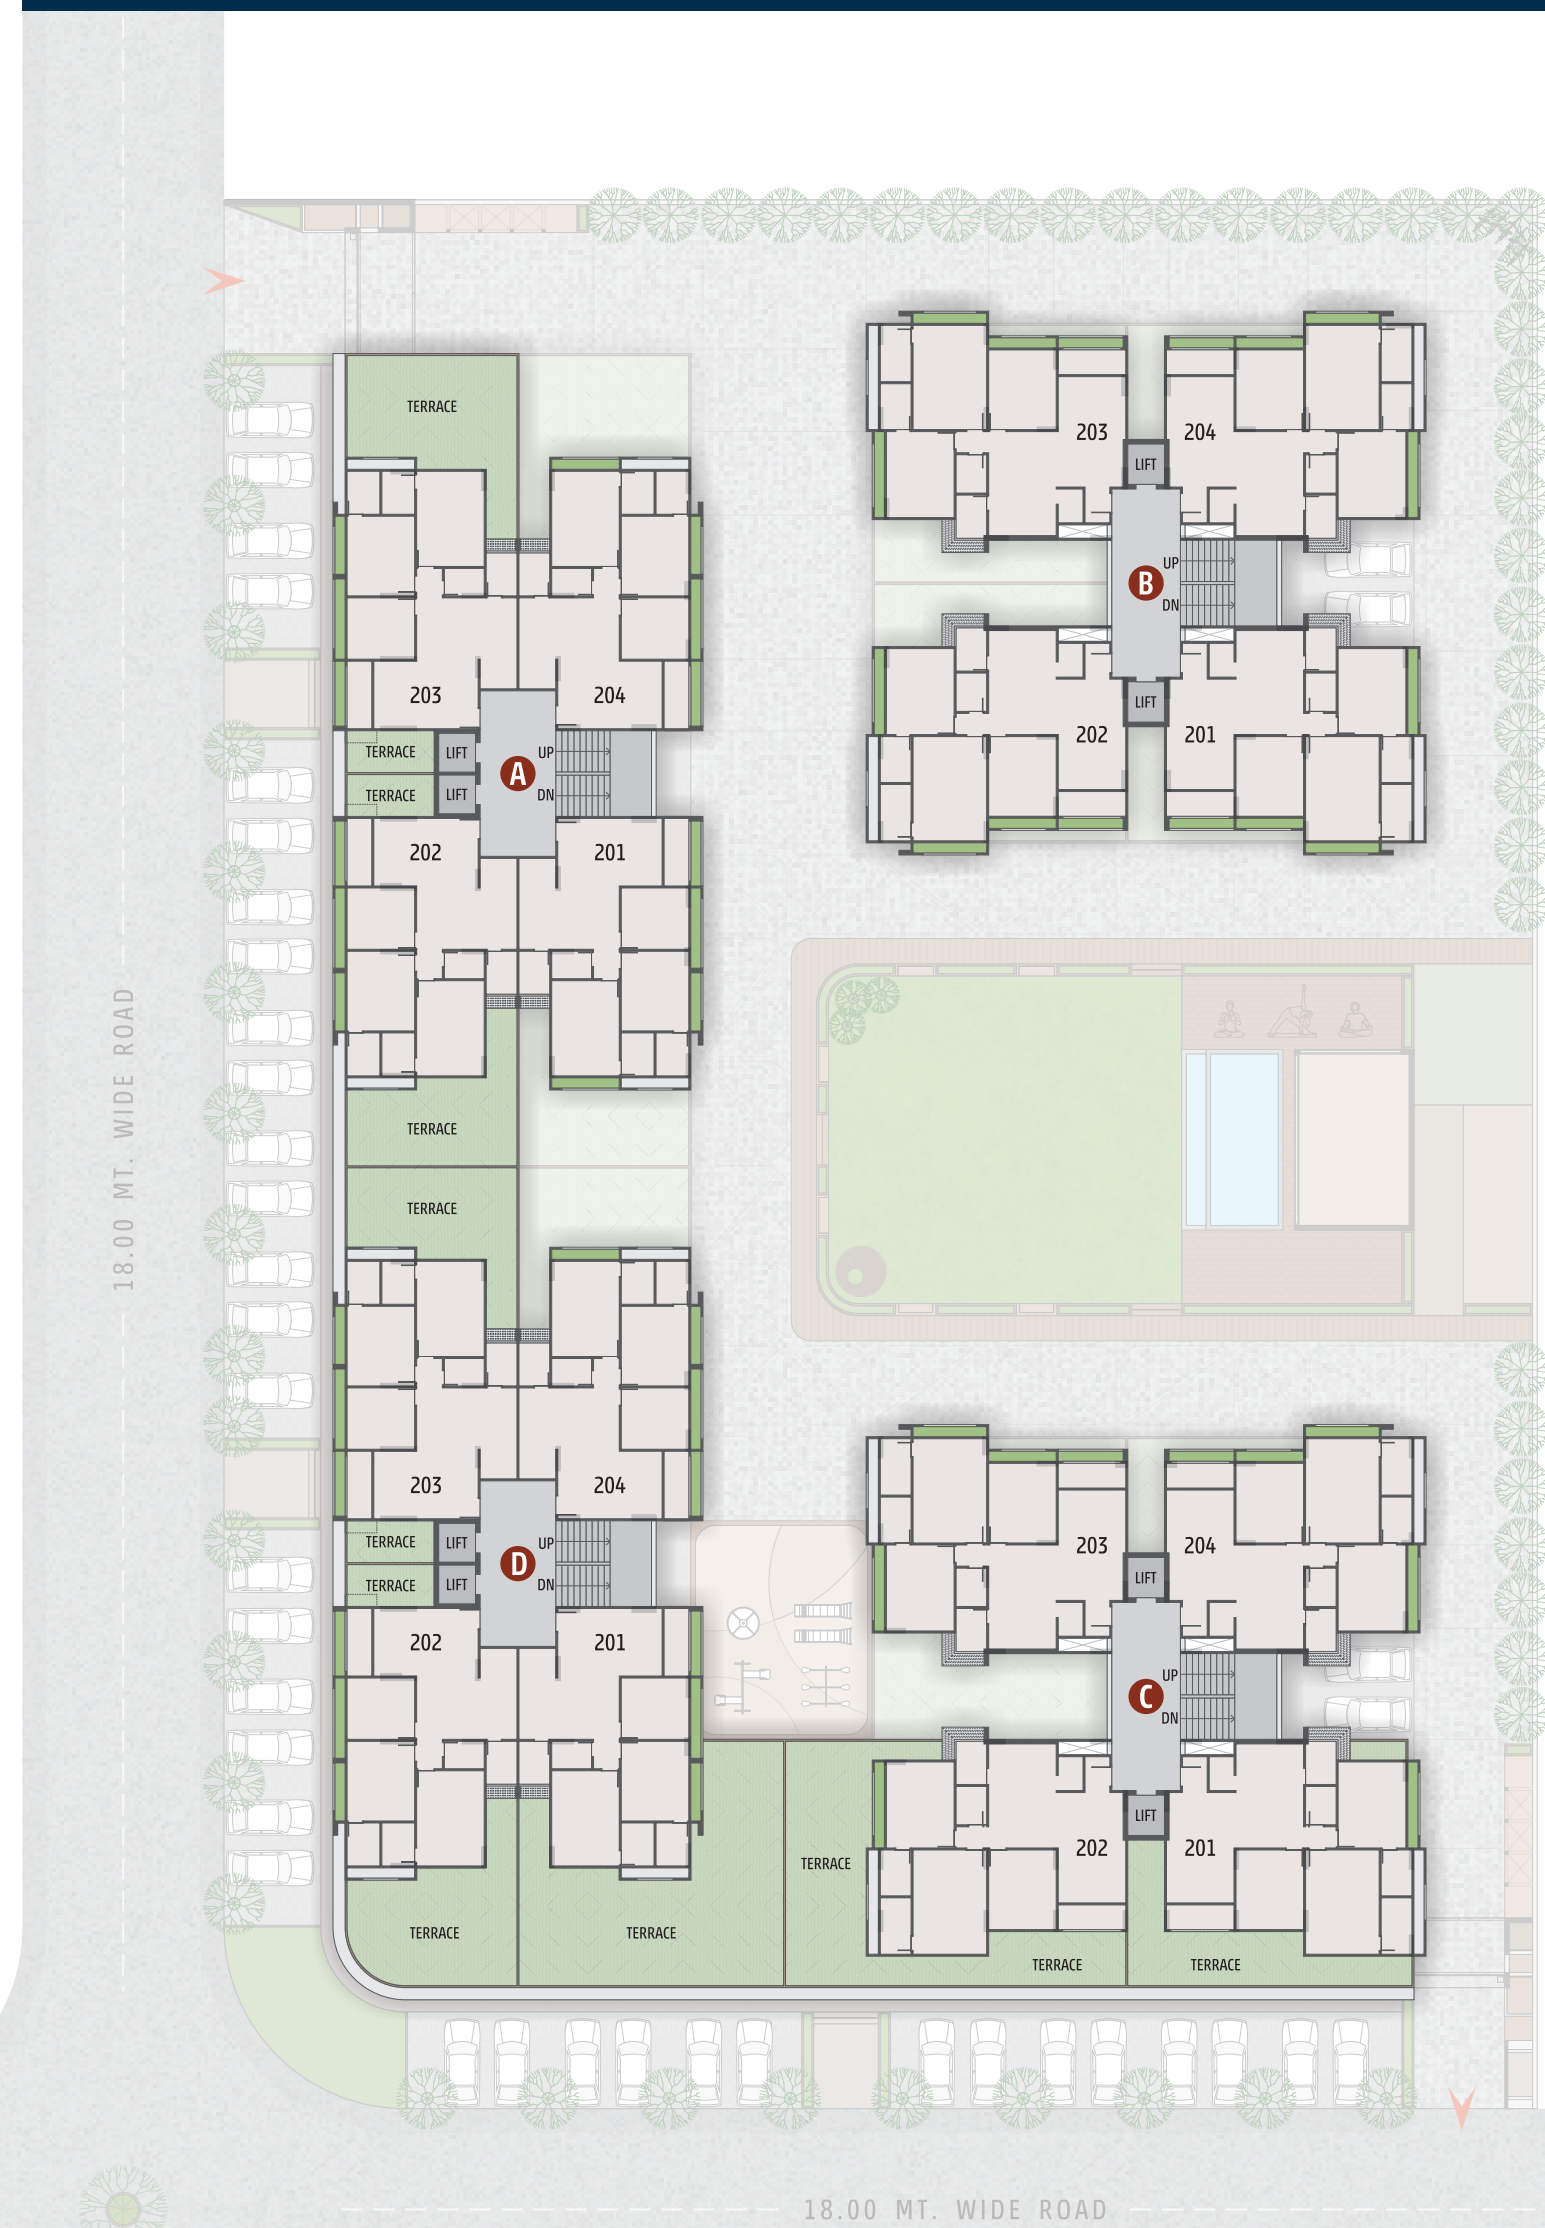 TERRACE
203
204
LIFT
203
204
UP
B
DN
LIFT
202
201
TERRACE
LIFT
UP
A
TERRACE
LIFT
DN
202
201
18.00 MT. WIDE ROAD
TERRACE
TERRACE
203
204
TERRACE
LIFT
UP
D
TERRACE
LIFT
DN
202
201
203
204
LIFT
UP
C
DN
LIFT
202
201
TERRACE
TERRACE
TERRACE
TERRACE
TERRACE
18.00 MT. WIDE ROAD